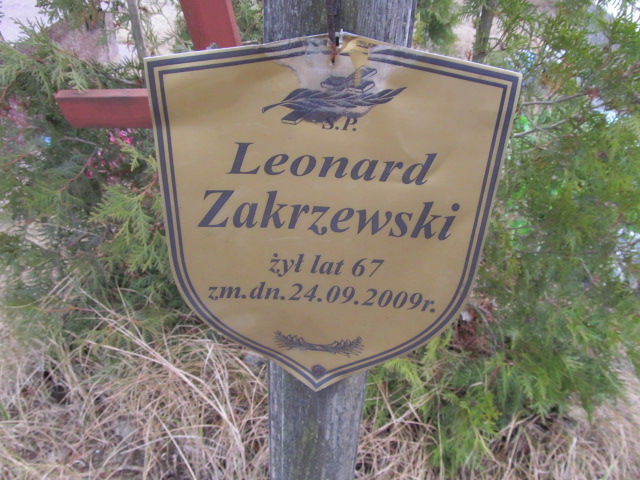 Ś.P.
Leonard
Zakrzewski
żył lat 67
zm.dn.24.09.2009r.